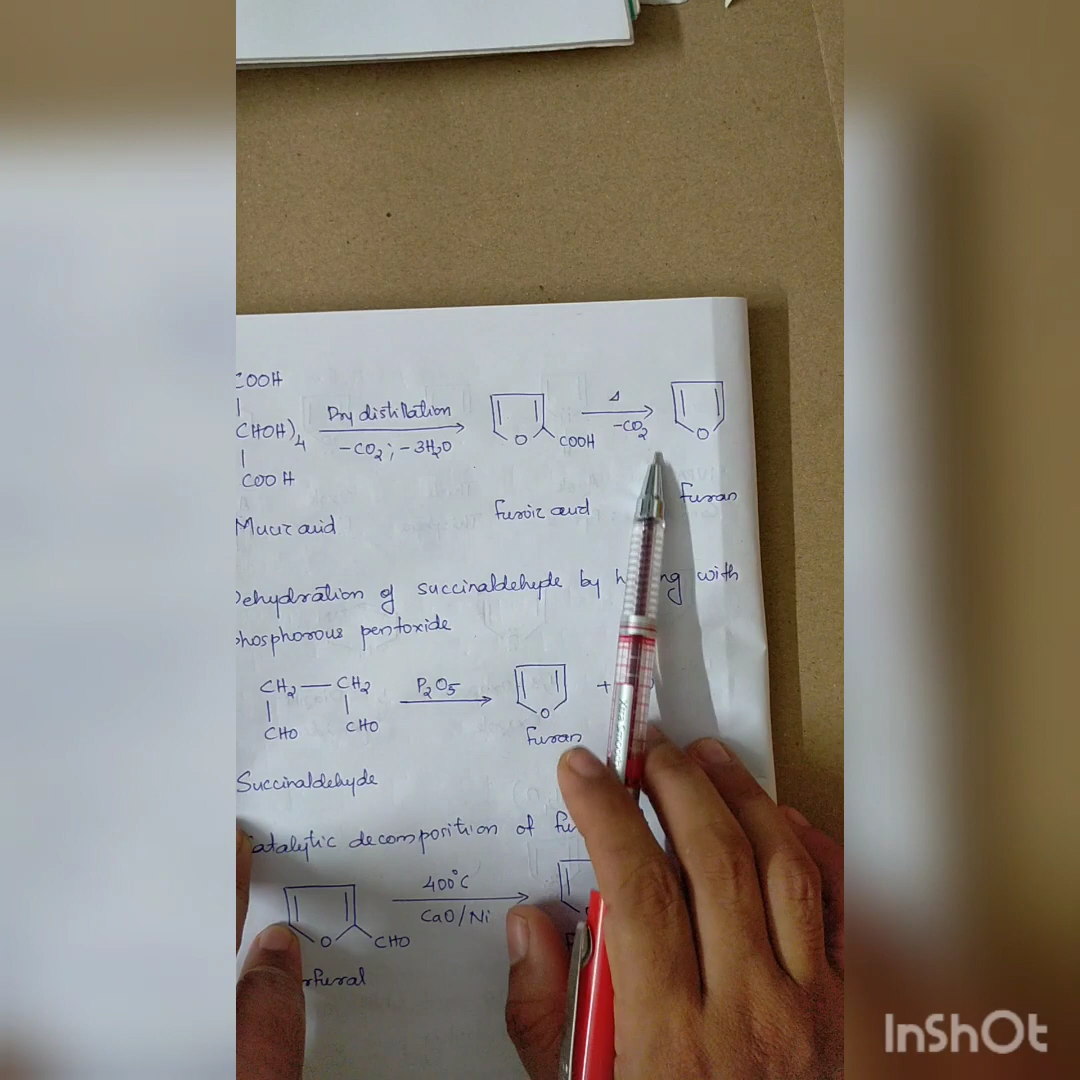 COOH
|
CHOH)4
|
COOH
Dry distillation
-CO2; -3H2O
O
COOH
Δ
-CO2
O
Mucic acid
Furoic acid
furan
Dehydration of succinaldehyde by with
phosphorous pentoxide
CH2 — CH2
| |
CHO CHO
P2O5
O
+
furan
Succinaldehyde
Catalytic decomposition of
400°C
CaO/Ni
O
CHO
InShOt